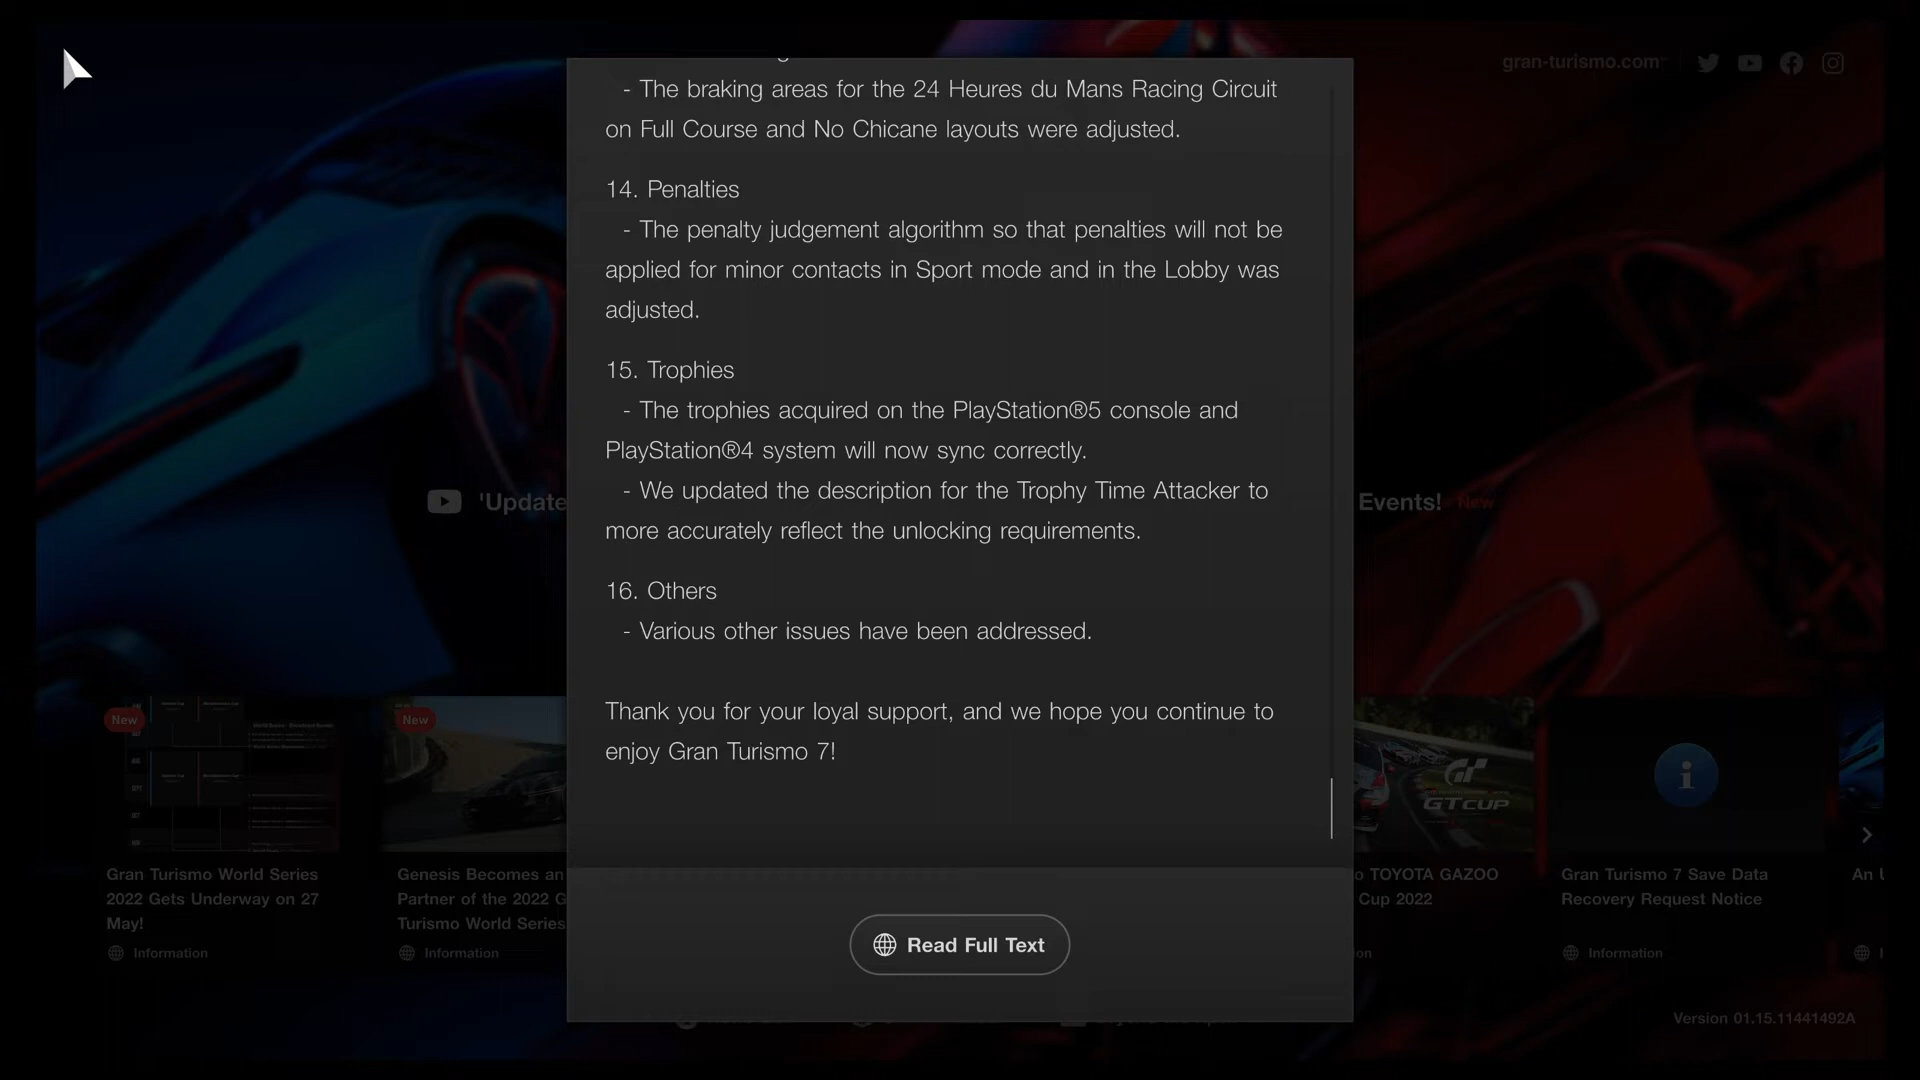 gran-turismo.com
- The braking areas for the 24 Heures du Mans Racing Circuit
on Full Course and No Chicane layouts were adjusted.
14. Penalties
- The penalty judgement algorithm so that penalties will not be
applied for minor contacts in Sport mode and in the Lobby was
adjusted.
15. Trophies
- The trophies acquired on the PlayStation®5 console and
PlayStation®4 system will now sync correctly.
- We updated the description for the Trophy Time Attacker to
more accurately reflect the unlocking requirements.
16. Others
- Various other issues have been addressed.
Thank you for your loyal support, and we hope you continue to
enjoy Gran Turismo 7!
Read Full Text
'Update
Events! New
New
Gran Turismo World Series
2022 Gets Underway on 27
May!
Information
New
Genesis Becomes an
Partner of the 2022 G
Turismo World Series
Information
GT CUP
TOYOTA GAZOO
Cup 2022
Gran Turismo 7 Save Data
Recovery Request Notice
Information
An
Version 01.15.11441492A